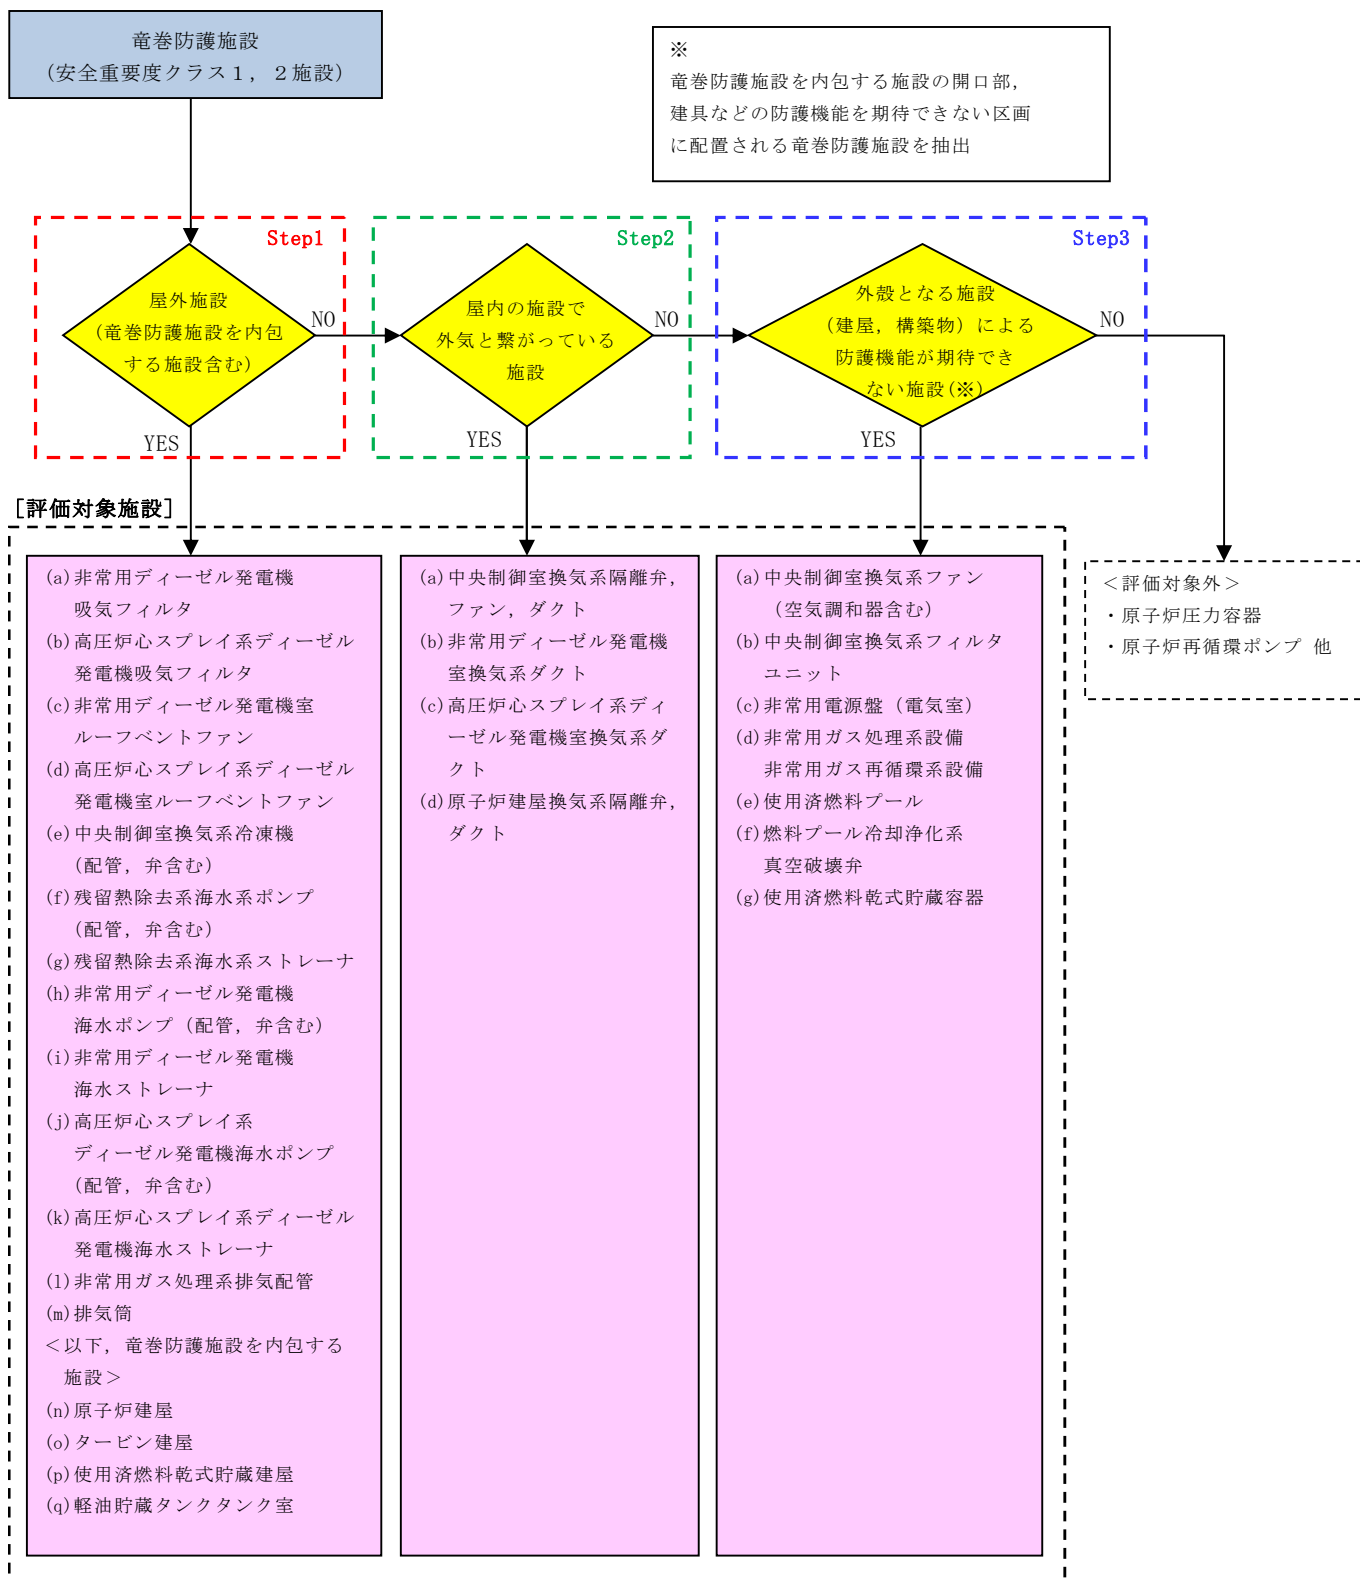 竜巻防護施設
(安全重要度クラス1,2施設)
※
竜巻防護施設を内包する施設の開口部,
建具などの防護機能を期待できない区画
に配置される竜巻防護施設を抽出
Step1
屋外施設
(竜巻防護施設を内包
する施設含む)
NO
YES
Step2
屋内の施設で
外気と繋がっている
施設
NO
YES
Step3
外殻となる施設
(建屋,構築物)による
防護機能が期待でき
ない施設(※)
NO
YES
[評価対象施設]
(a)非常用ディーゼル発電機
吸気フィルタ
(b)高圧炉心スプレイ系ディーゼル
発電機吸気フィルタ
(c)非常用ディーゼル発電機室
ルーフベントファン
(d)高圧炉心スプレイ系ディーゼル
発電機室ルーフベントファン
(e)中央制御室換気系冷凍機
(配管,弁含む)
(f)残留熱除去系海水系ポンプ
(配管,弁含む)
(g)残留熱除去系海水系ストレーナ
(h)非常用ディーゼル発電機
海水ポンプ(配管,弁含む)
(i)非常用ディーゼル発電機
海水ストレーナ
(j)高圧炉心スプレイ系
ディーゼル発電機海水ポンプ
(配管,弁含む)
(k)高圧炉心スプレイ系ディーゼル
発電機海水ストレーナ
(l)非常用ガス処理系排気配管
(m)排気筒
<以下,竜巻防護施設を内包する
施設>
(n)原子炉建屋
(o)タービン建屋
(p)使用済燃料乾式貯蔵建屋
(q)軽油貯蔵タンクタンク室
(a)中央制御室換気系隔離弁,
ファン,ダクト
(b)非常用ディーゼル発電機
室換気系ダクト
(c)高圧炉心スプレイ系ディ
ーゼル発電機室換気系ダ
クト
(d)原子炉建屋換気系隔離弁,
ダクト
(a)中央制御室換気系ファン
(空気調和器含む)
(b)中央制御室換気系フィルタ
ユニット
(c)非常用電源盤(電気室)
(d)非常用ガス処理系設備
非常用ガス再循環系設備
(e)使用済燃料プール
(f)燃料プール冷却浄化系
真空破壊弁
(g)使用済燃料乾式貯蔵容器
<評価対象外>
・原子炉圧力容器
・原子炉再循環ポンプ 他